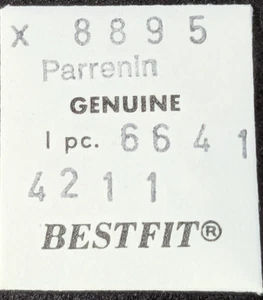 x 8895
Parrenin
GENUINE
1 pc. 6641
4211
BESTFIT®